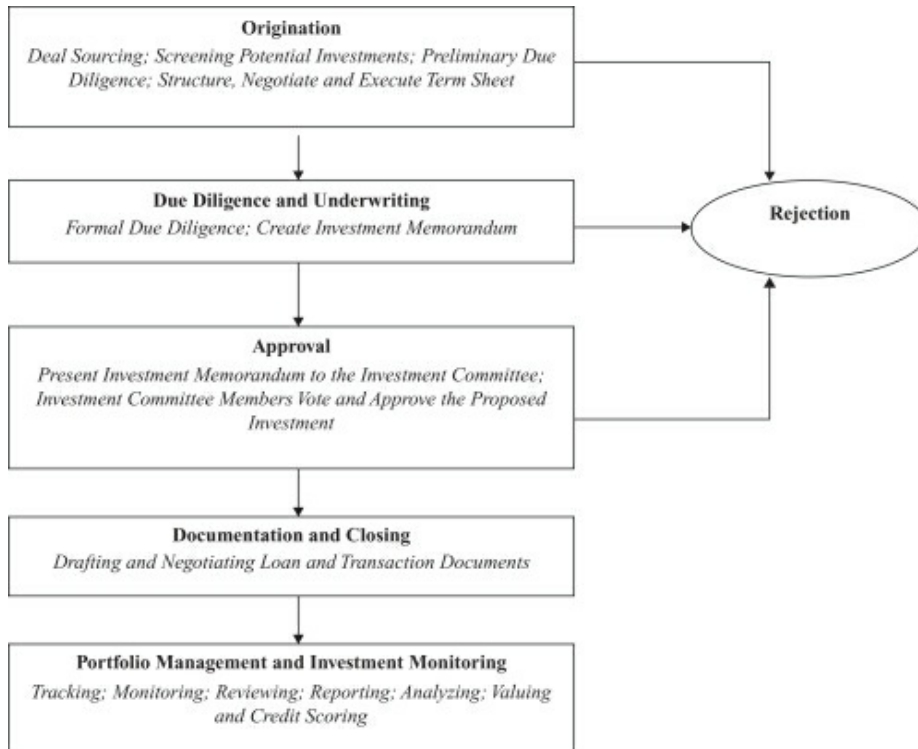 Origination
Deal Sourcing; Screening Potential Investments; Preliminary Due
Diligence; Structure, Negotiate and Execute Term Sheet
Due Diligence and Underwriting
Formal Due Diligence; Create Investment Memorandum
Rejection
Approval
Present Investment Memorandum to the Investment Committee;
Investment Committee Members Vote and Approve the Proposed
Investment
Documentation and Closing
Drafting and Negotiating Loan and Transaction Documents
Portfolio Management and Investment Monitoring
Tracking; Monitoring; Reviewing; Reporting; Analyzing; Valuing
and Credit Scoring